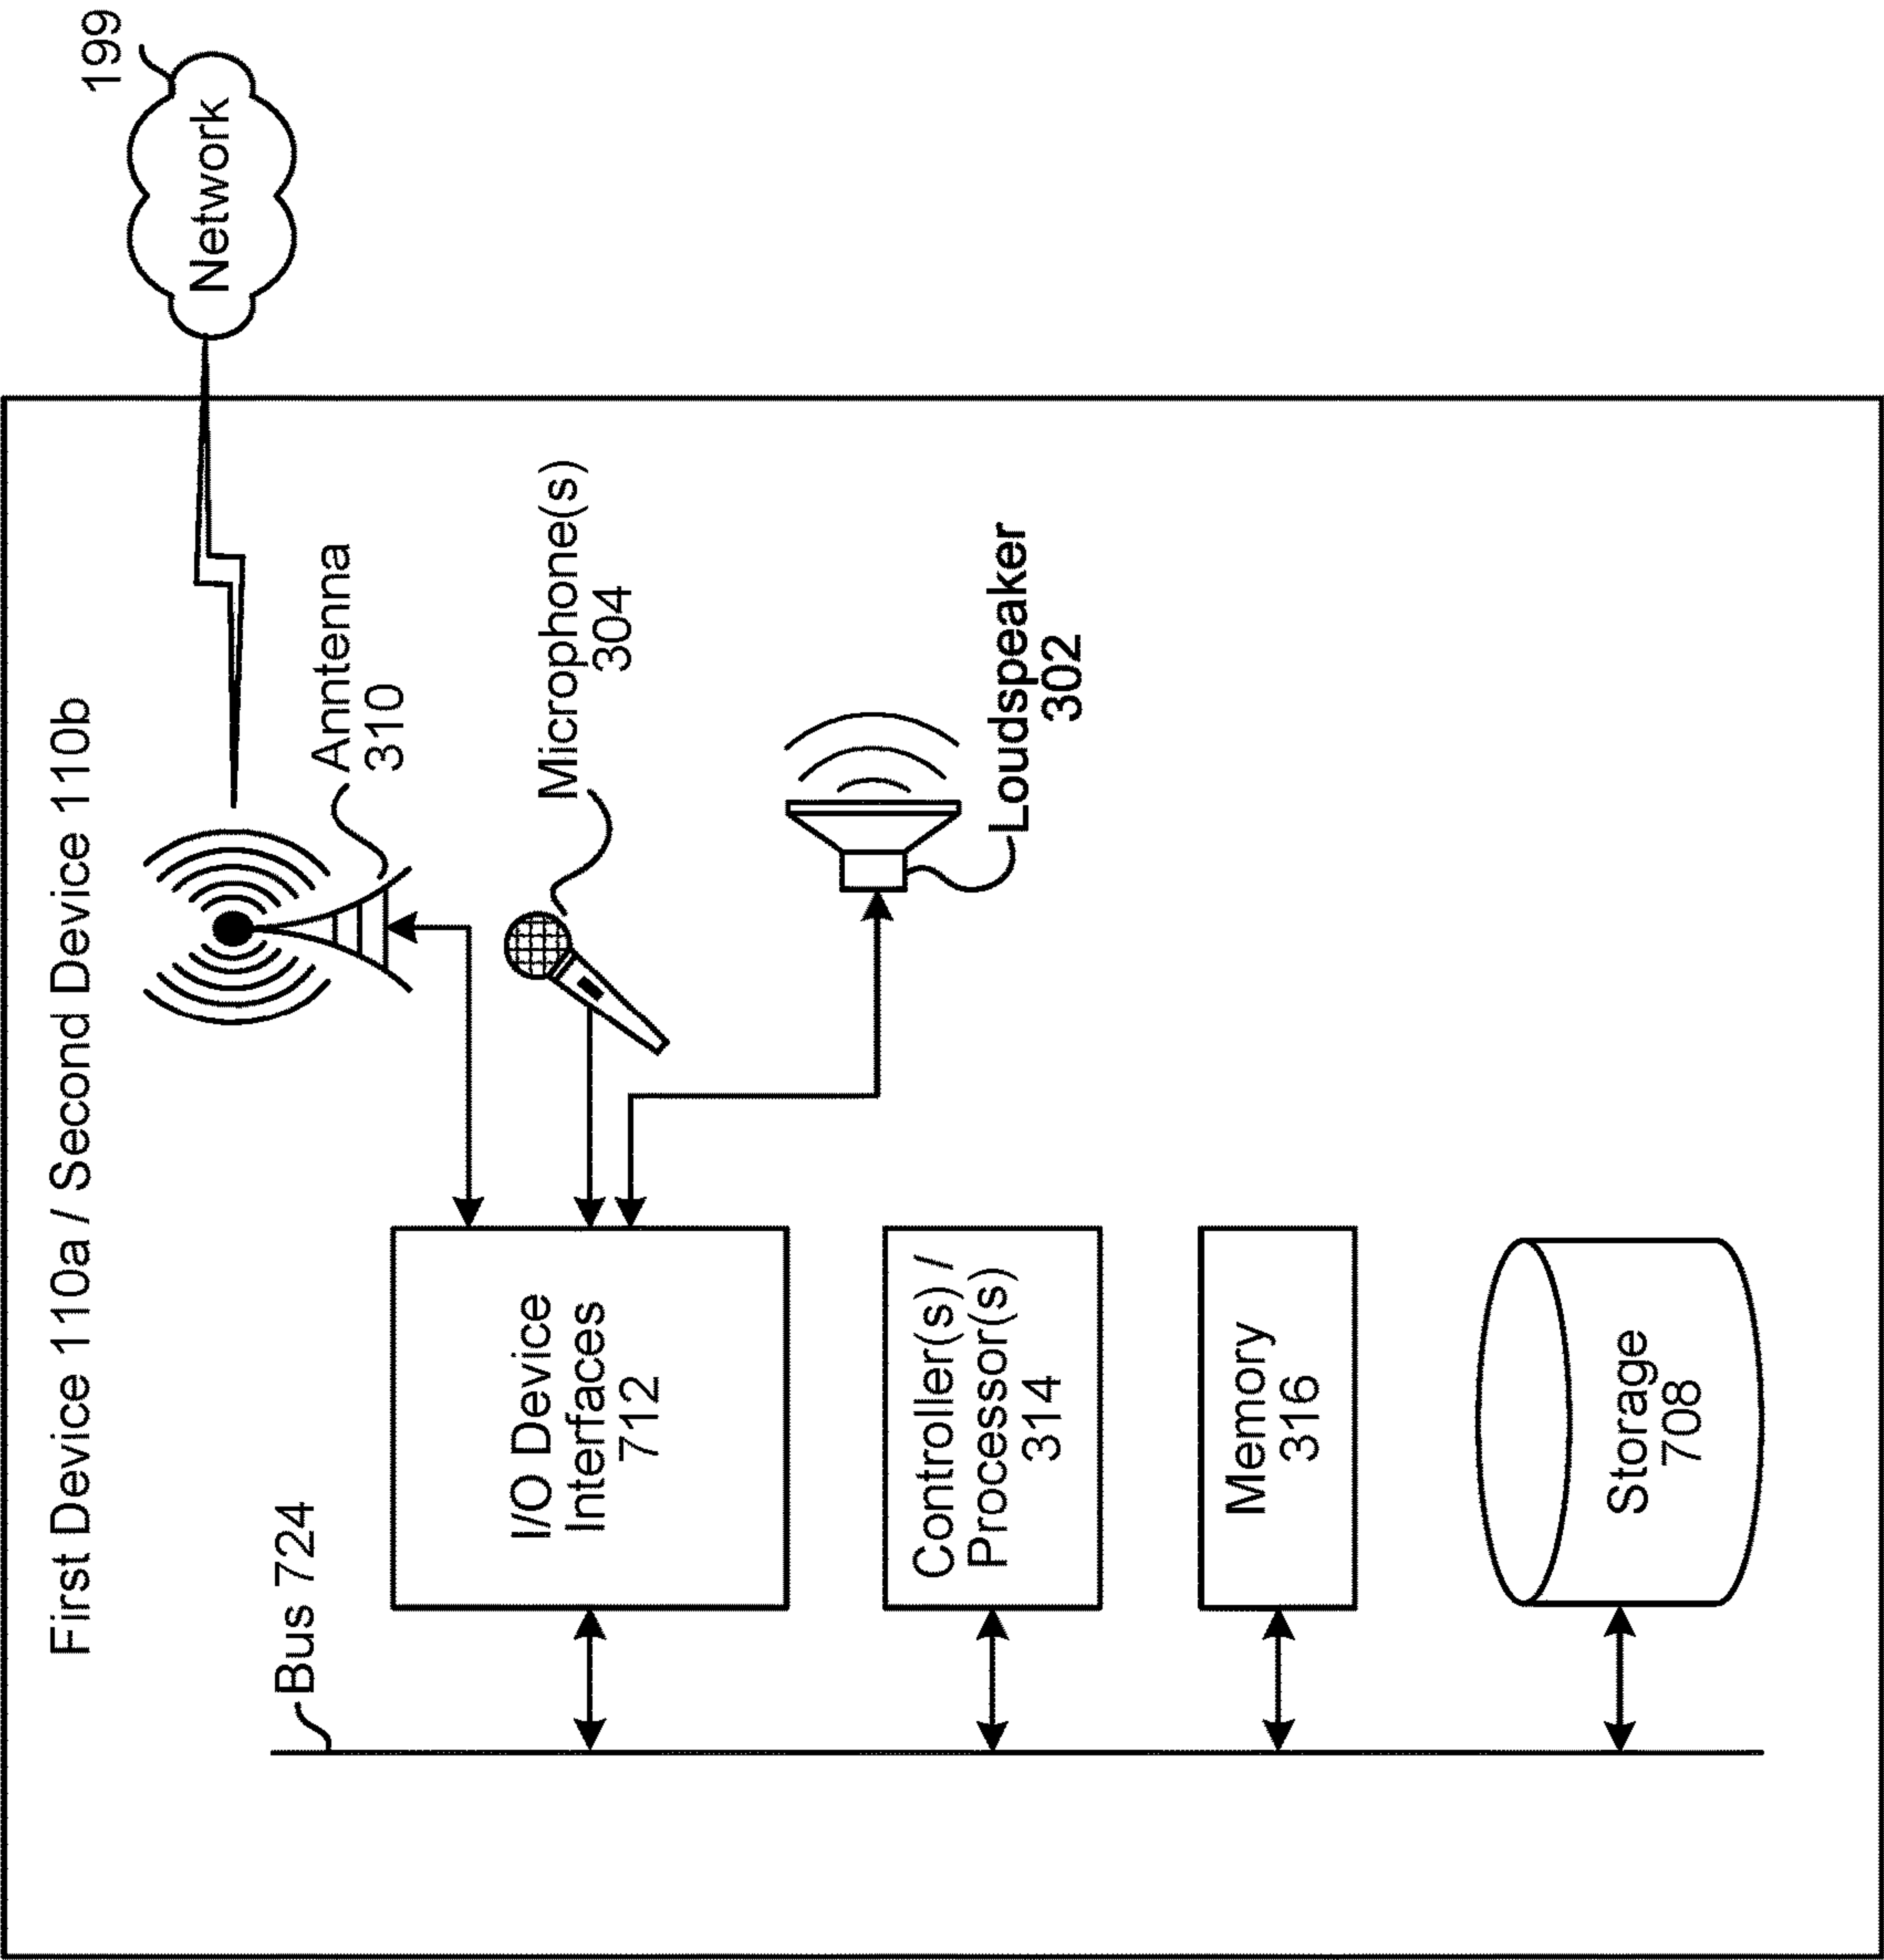 First Device 110a / Second Device 110b
199
Network
Bus 724
Antenna
310
I/O Device
Interfaces
712
Microphone(s)
304
Controller(s) /
Processor(s)
314
Loudspeaker
302
Memory
316
Storage
708